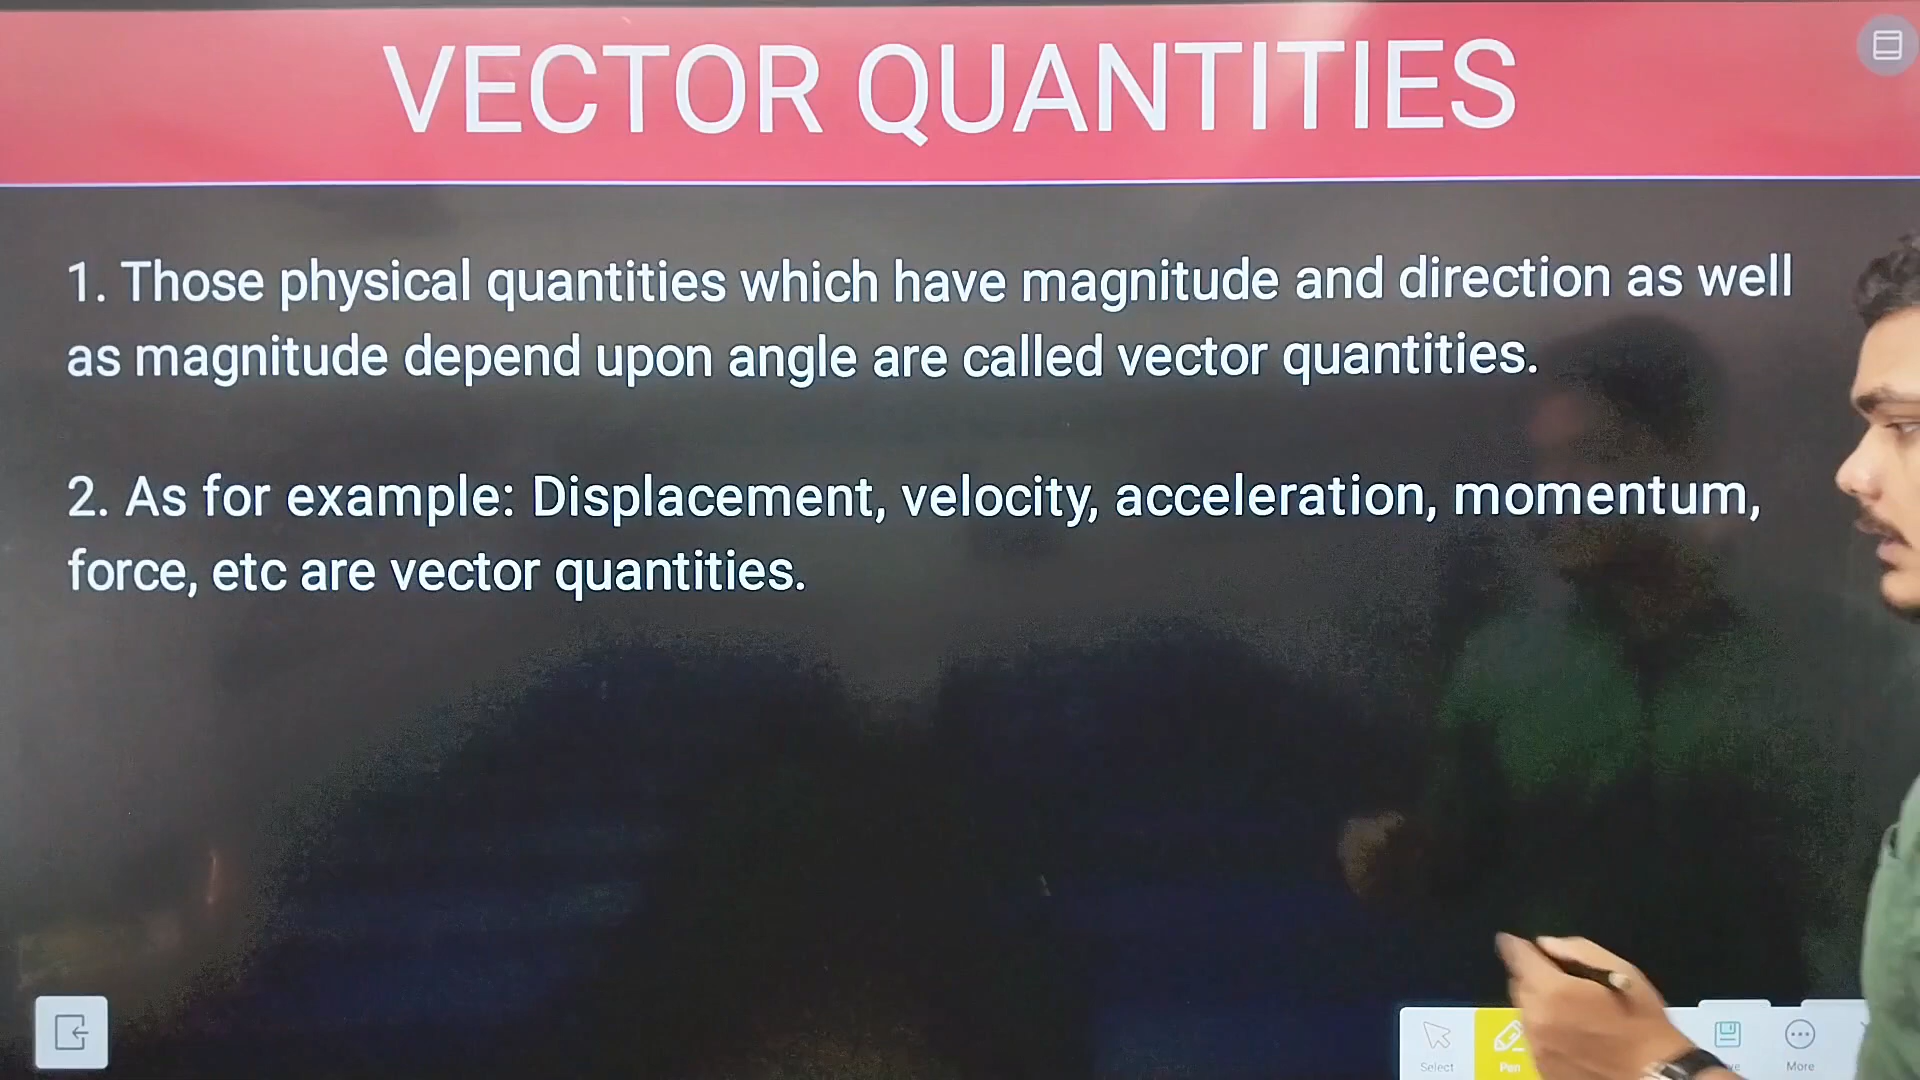 VECTOR QUANTITIES
1. Those physical quantities which have magnitude and direction as well
as magnitude depend upon angle are called vector quantities.
2. As for example: Displacement, velocity, acceleration, momentum,
force, etc are vector quantities.
Select
Pen
More